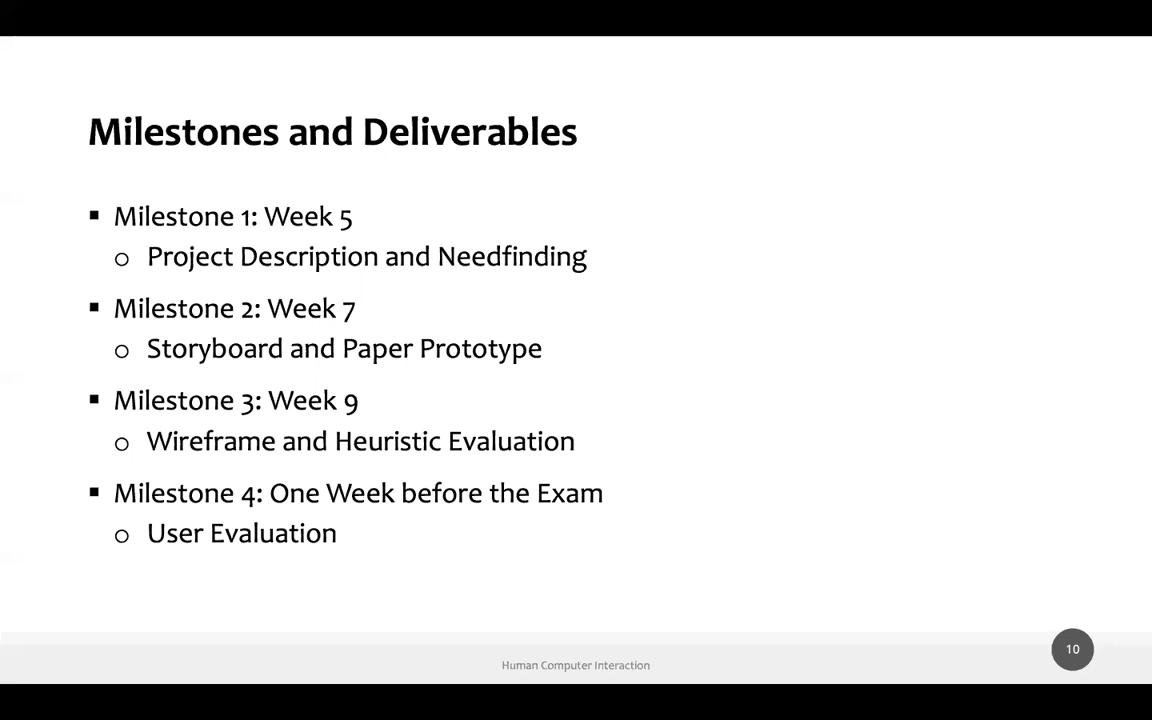 Milestones and Deliverables
▪ Milestone 1: Week 5
o Project Description and Needfinding
▪ Milestone 2: Week 7
o Storyboard and Paper Prototype
▪ Milestone 3: Week 9
o Wireframe and Heuristic Evaluation
▪ Milestone 4: One Week before the Exam
o User Evaluation
10
Human Computer Interaction